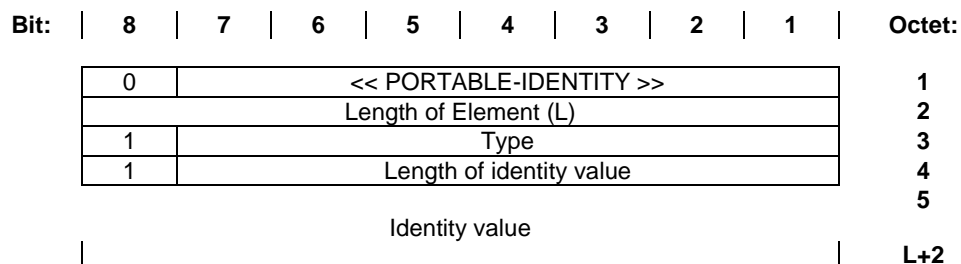 Bit: 8 7 6 5 4 3 2 1 Octet:
0 << PORTABLE-IDENTITY >> 1
Length of Element (L) 2
1 Type 3
1 Length of identity value 4
5
Identity value
L+2